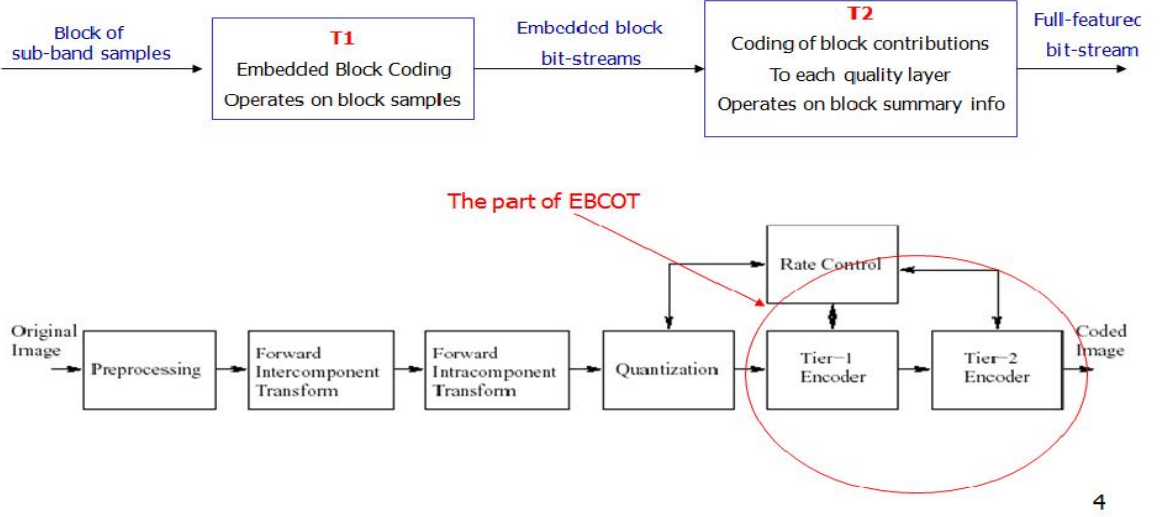 Block of
sub-band samples
T1
Embedded Block Coding
Operates on block samples
Embedded block
bit-streams
T2
Coding of block contributions
To each quality layer
Operates on block summary info
Full-featured
bit-stream
The part of EBCOT
Rate Control
Original
Image
Preprocessing
Forward
Intercomponent
Transform
Forward
Intracomponent
Transform
Quantization
Tier-1
Encoder
Tier-2
Encoder
Coded
Image
4